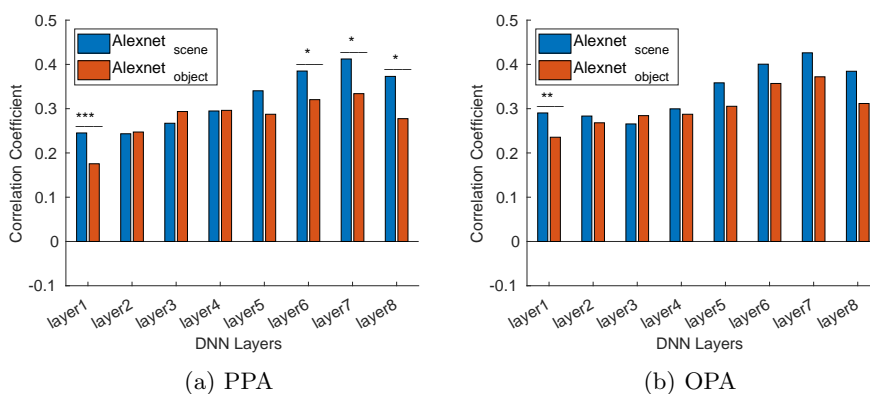 0.5
0.4
0.3
0.2
0.1
0
-0.1
Correlation Coefficient
Alexnet scene
Alexnet object
***
*
*
*
layer1
layer2
layer3
layer4
layer5
layer6
layer7
layer8
DNN Layers
(a) PPA
0.5
0.4
0.3
0.2
0.1
0
-0.1
Correlation Coefficient
Alexnet scene
Alexnet object
**
layer1
layer2
layer3
layer4
layer5
layer6
layer7
layer8
DNN Layers
(b) OPA